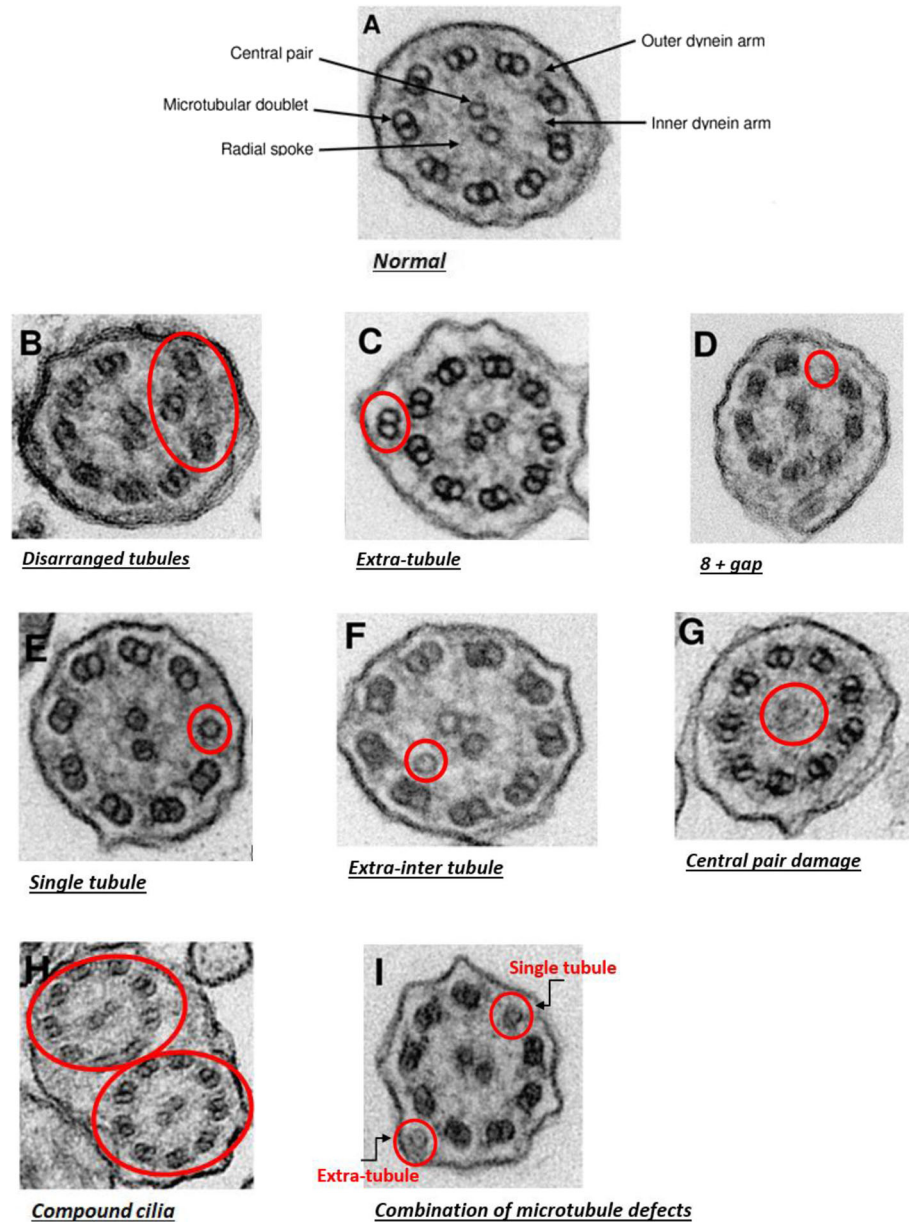 A
Central pair
Outer dynein arm
Microtubular doublet
Inner dynein arm
Radial spoke
Normal
B
C
D
Disarranged tubules
Extra-tubule
8 + gap
E
F
G
Single tubule
Extra-inter tubule
Central pair damage
H
I
Single tubule
Extra-tubule
Compound cilia
Combination of microtubule defects